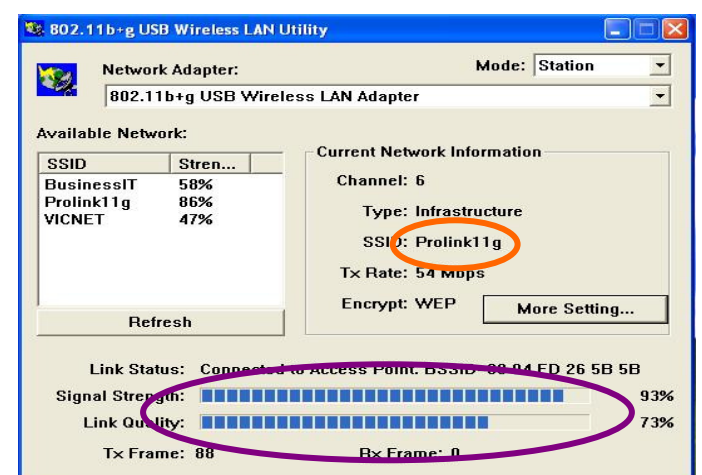 802.11b+g USB Wireless LAN Utility
Network Adapter:
Mode: Station
802.11b+g USB Wireless LAN Adapter
Available Network:
SSID Stren...
BusinessIT 58%
Prolink11g 86%
VICNET 47%
Refresh
Current Network Information
Channel: 6
Type: Infrastructure
SSID: Prolink11g
Tx Rate: 54 Mbps
Encrypt: WEP
More Setting...
Link Status: Connected to Access Point. BSSID ED 26 5B 5B
Signal Strength: 93%
Link Quality: 73%
Tx Frame: 88 Rx Frame: 0